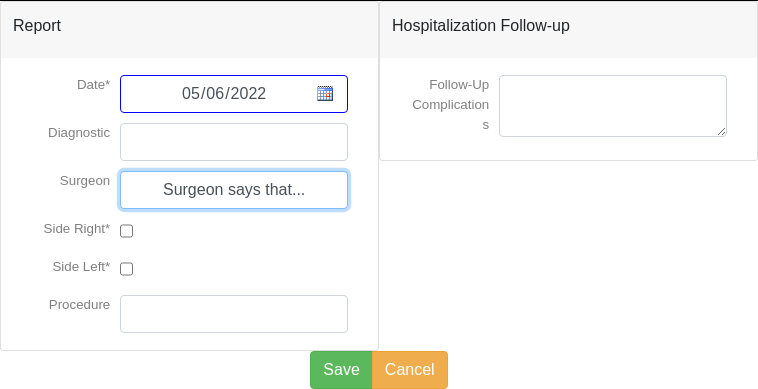 Report
Date*
05/06/2022
Diagnostic
Surgeon
Surgeon says that...
Side Right*
Side Left*
Procedure
Hospitalization Follow-up
Follow-Up
Complication
s
Save
Cancel